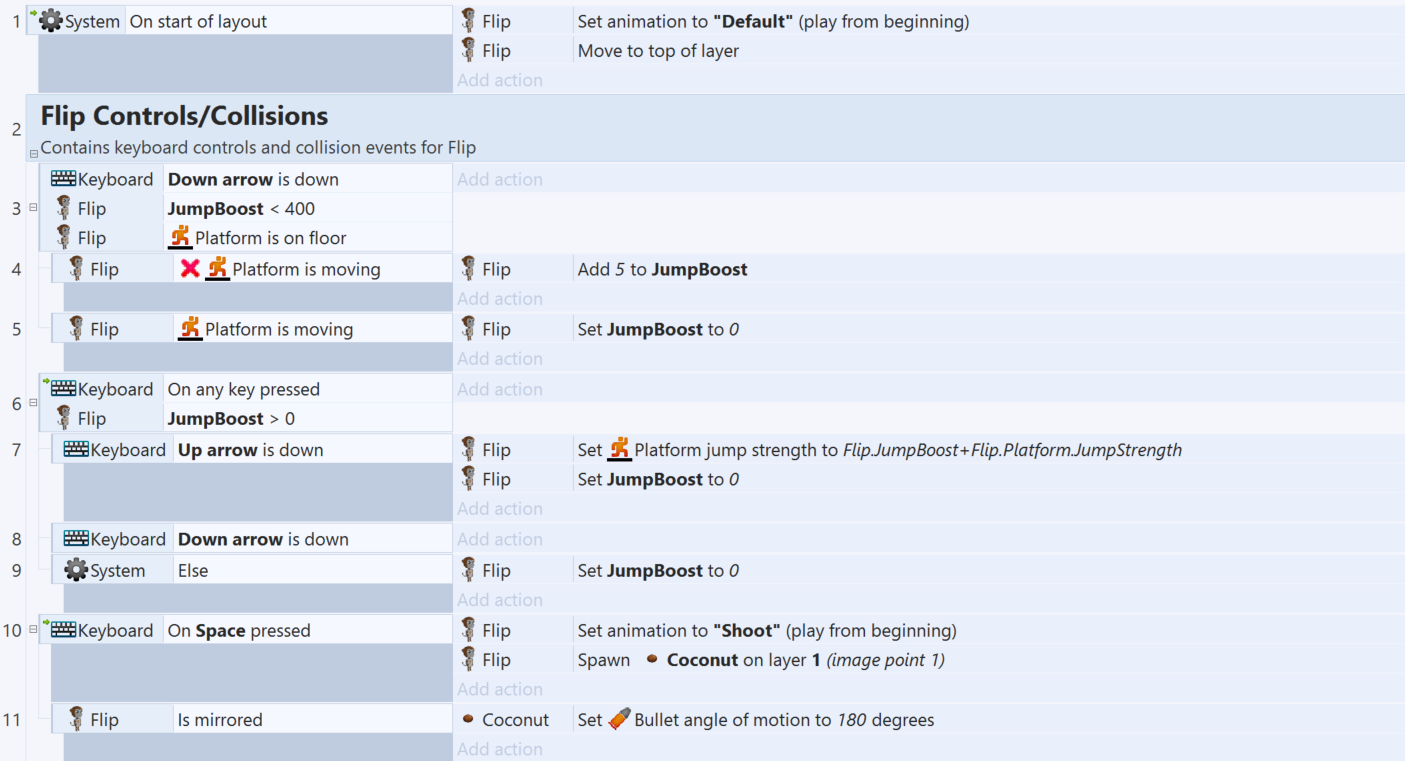 1 System On start of layout Flip Set animation to "Default" (play from beginning)
Flip Move to top of layer
Add action
2 Flip Controls/Collisions
Contains keyboard controls and collision events for Flip
3 Keyboard Down arrow is down Add action
Flip JumpBoost < 400
Flip Platform is on floor
4 Flip Platform is moving Flip Add 5 to JumpBoost
Add action
5 Flip Platform is moving Flip Set JumpBoost to 0
Add action
6 Keyboard On any key pressed Add action
Flip JumpBoost > 0
7 Keyboard Up arrow is down Flip Set Platform jump strength to Flip.JumpBoost+Flip.Platform.JumpStrength
Flip Set JumpBoost to 0
Add action
8 Keyboard Down arrow is down Add action
9 System Else Flip Set JumpBoost to 0
Add action
10 Keyboard On Space pressed Flip Set animation to "Shoot" (play from beginning)
Flip Spawn Coconut on layer 1 (image point 1)
Add action
11 Flip Is mirrored Coconut Set Bullet angle of motion to 180 degrees
Add action